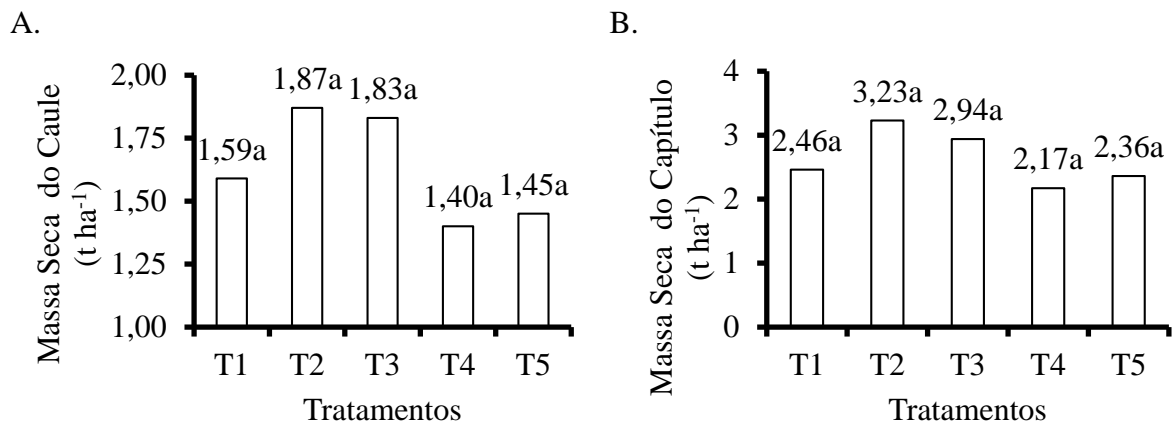 A.
Massa Seca do Caule
(t ha⁻¹)
2,00
1,75
1,50
1,25
1,00
1,59a
1,87a
1,83a
1,40a
1,45a
T1 T2 T3 T4 T5
Tratamentos
B.
Massa Seca do Capítulo
(t ha⁻¹)
4
3
2
1
0
2,46a
3,23a
2,94a
2,17a
2,36a
T1 T2 T3 T4 T5
Tratamentos